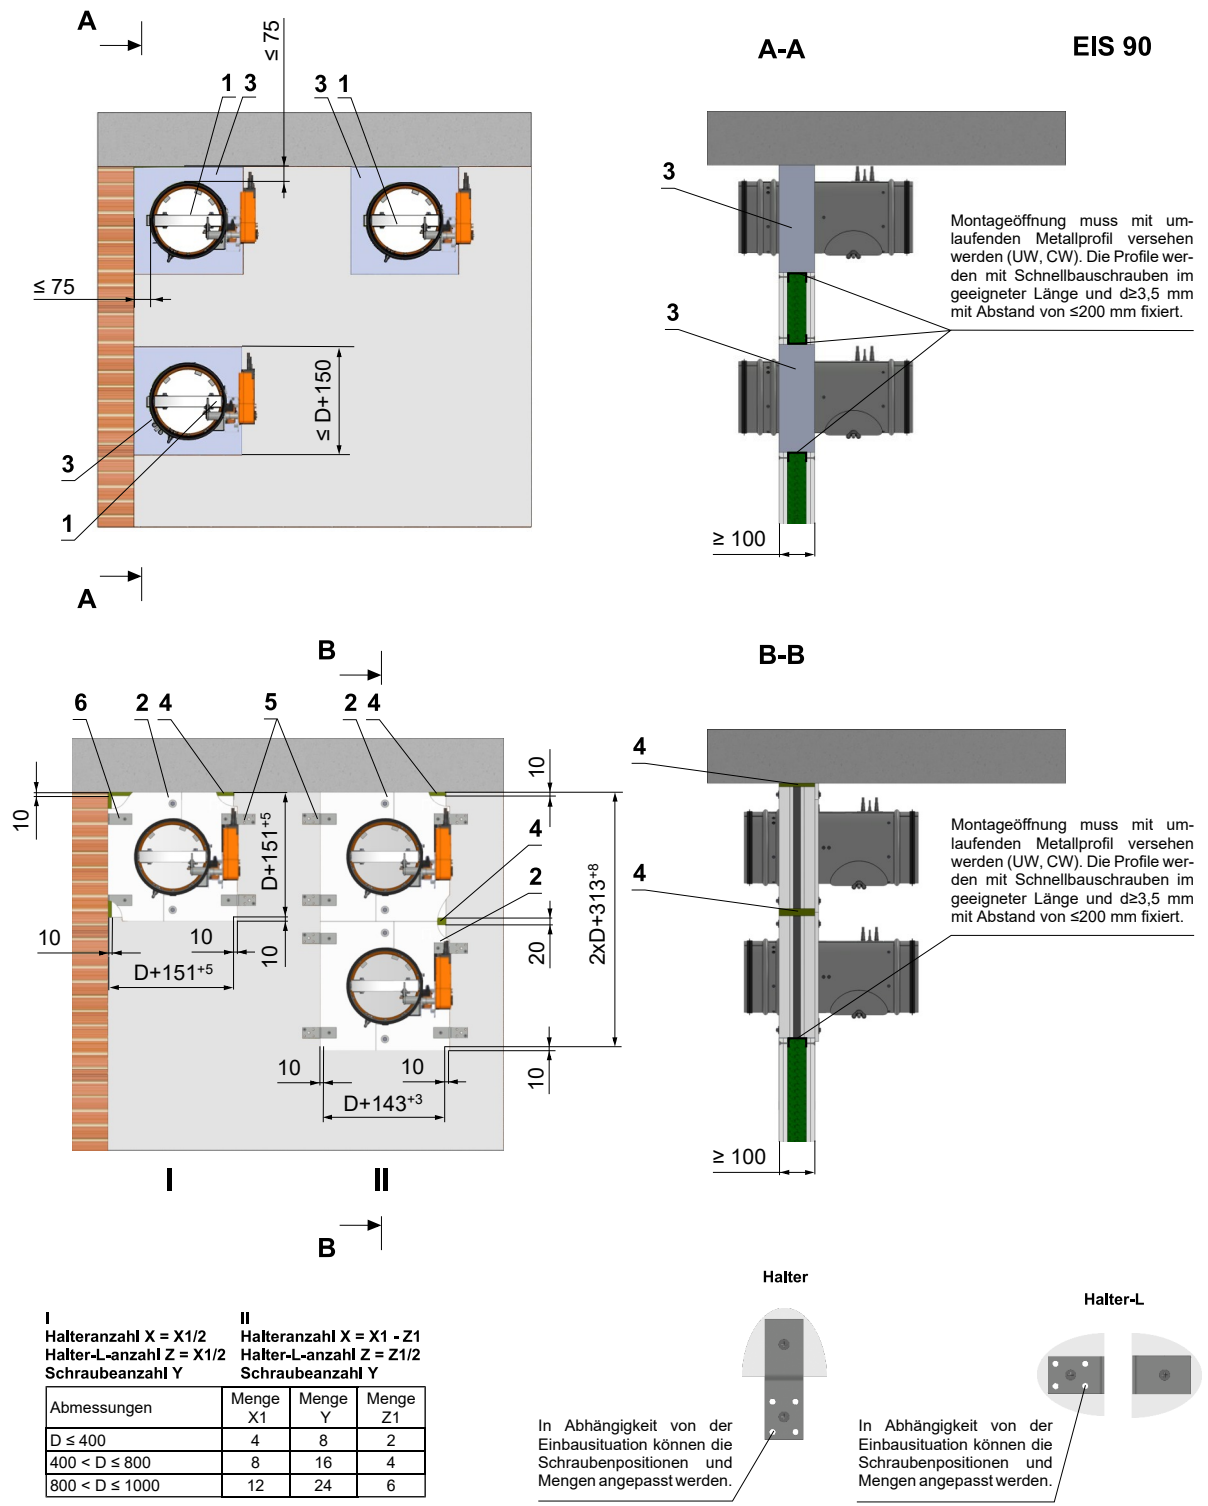 A
≤ 75
A-A
EIS 90
1 3
3 1
3
Montageöffnung muss mit um-
laufenden Metallprofil versehen
werden (UW, CW). Die Profile wer-
den mit Schnellbauschrauben im
geeigneter Länge und d≥3,5 mm
mit Abstand von ≤200 mm fixiert.
≤ 75
3
≤ D+150
3
1
≥ 100
A
B
B-B
6
2 4
5
2 4
4
10
10
4
2
D+151+5
2xD+313+8
Montageöffnung muss mit um-
laufenden Metallprofil versehen
werden (UW, CW). Die Profile wer-
den mit Schnellbauschrauben im
geeigneter Länge und d≥3,5 mm
mit Abstand von ≤200 mm fixiert.
4
10
10
10
20
D+151+5
10
10
10
D+143+3
≥ 100
I
II
B
Halter
Halter-L
I
Halteranzahl X = X1/2
Halter-L-anzahl Z = X1/2
Schraubeanzahl Y
II
Halteranzahl X = X1 - Z1
Halter-L-anzahl Z = Z1/2
Schraubeanzahl Y
Abmessungen Menge X1 Menge Y Menge Z1
D ≤ 400 4 8 2
400 < D ≤ 800 8 16 4
800 < D ≤ 1000 12 24 6
In Abhängigkeit von der
Einbausituation können die
Schraubenpositionen und
Mengen angepasst werden.
In Abhängigkeit von der
Einbausituation können die
Schraubenpositionen und
Mengen angepasst werden.